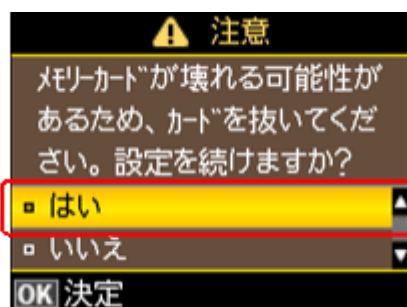 注意
ﾒﾓﾘｰｶｰﾄﾞが壊れる可能性が
あるため、ｶｰﾄﾞを抜いてくだ
さい。設定を続けますか?
はい
いいえ
OK 決定